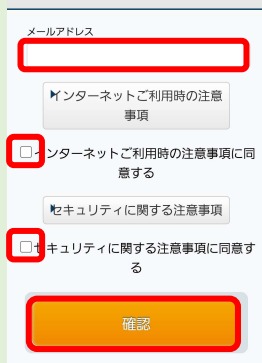 メールアドレス
インターネットご利用時の注意
事項
インターネットご利用時の注意事項に同
意する
セキュリティに関する注意事項
セキュリティに関する注意事項に同意す
る
確認